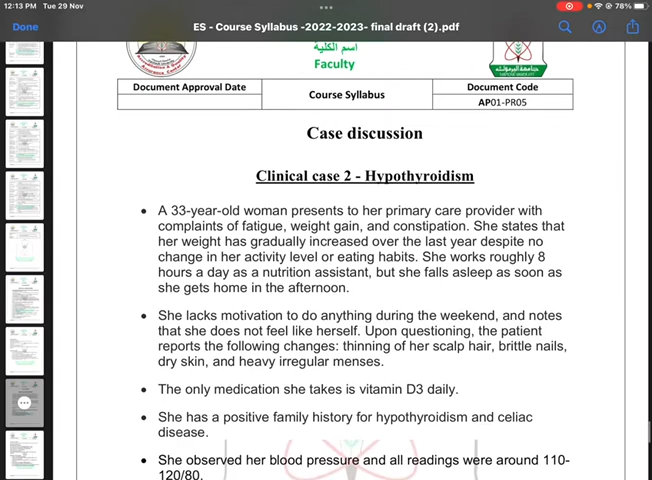 12:13 PM Tue 29 Nov
78%
Done
ES - Course Syllabus -2022-2023- final draft (2).pdf
اسم الكلية
Faculty
Document Approval Date
Course Syllabus
Document Code
AP01-PR05
Case discussion
Clinical case 2 - Hypothyroidism
• A 33-year-old woman presents to her primary care provider with
complaints of fatigue, weight gain, and constipation. She states that
her weight has gradually increased over the last year despite no
change in her activity level or eating habits. She works roughly 8
hours a day as a nutrition assistant, but she falls asleep as soon as
she gets home in the afternoon.
• She lacks motivation to do anything during the weekend, and notes
that she does not feel like herself. Upon questioning, the patient
reports the following changes: thinning of her scalp hair, brittle nails,
dry skin, and heavy irregular menses.
• The only medication she takes is vitamin D3 daily.
• She has a positive family history for hypothyroidism and celiac
disease.
• She observed her blood pressure and all readings were around 110-
120/80.